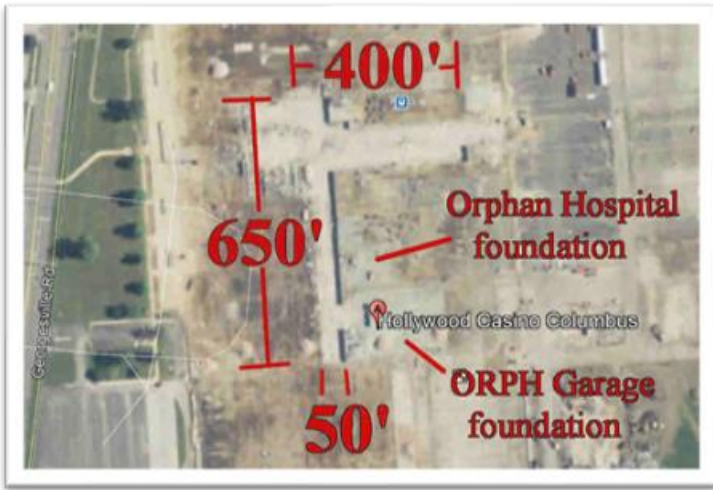 400'
650'
Orphan Hospital
foundation
Georgesville Rd
Hollywood Casino Columbus
ORPH Garage
foundation
50'